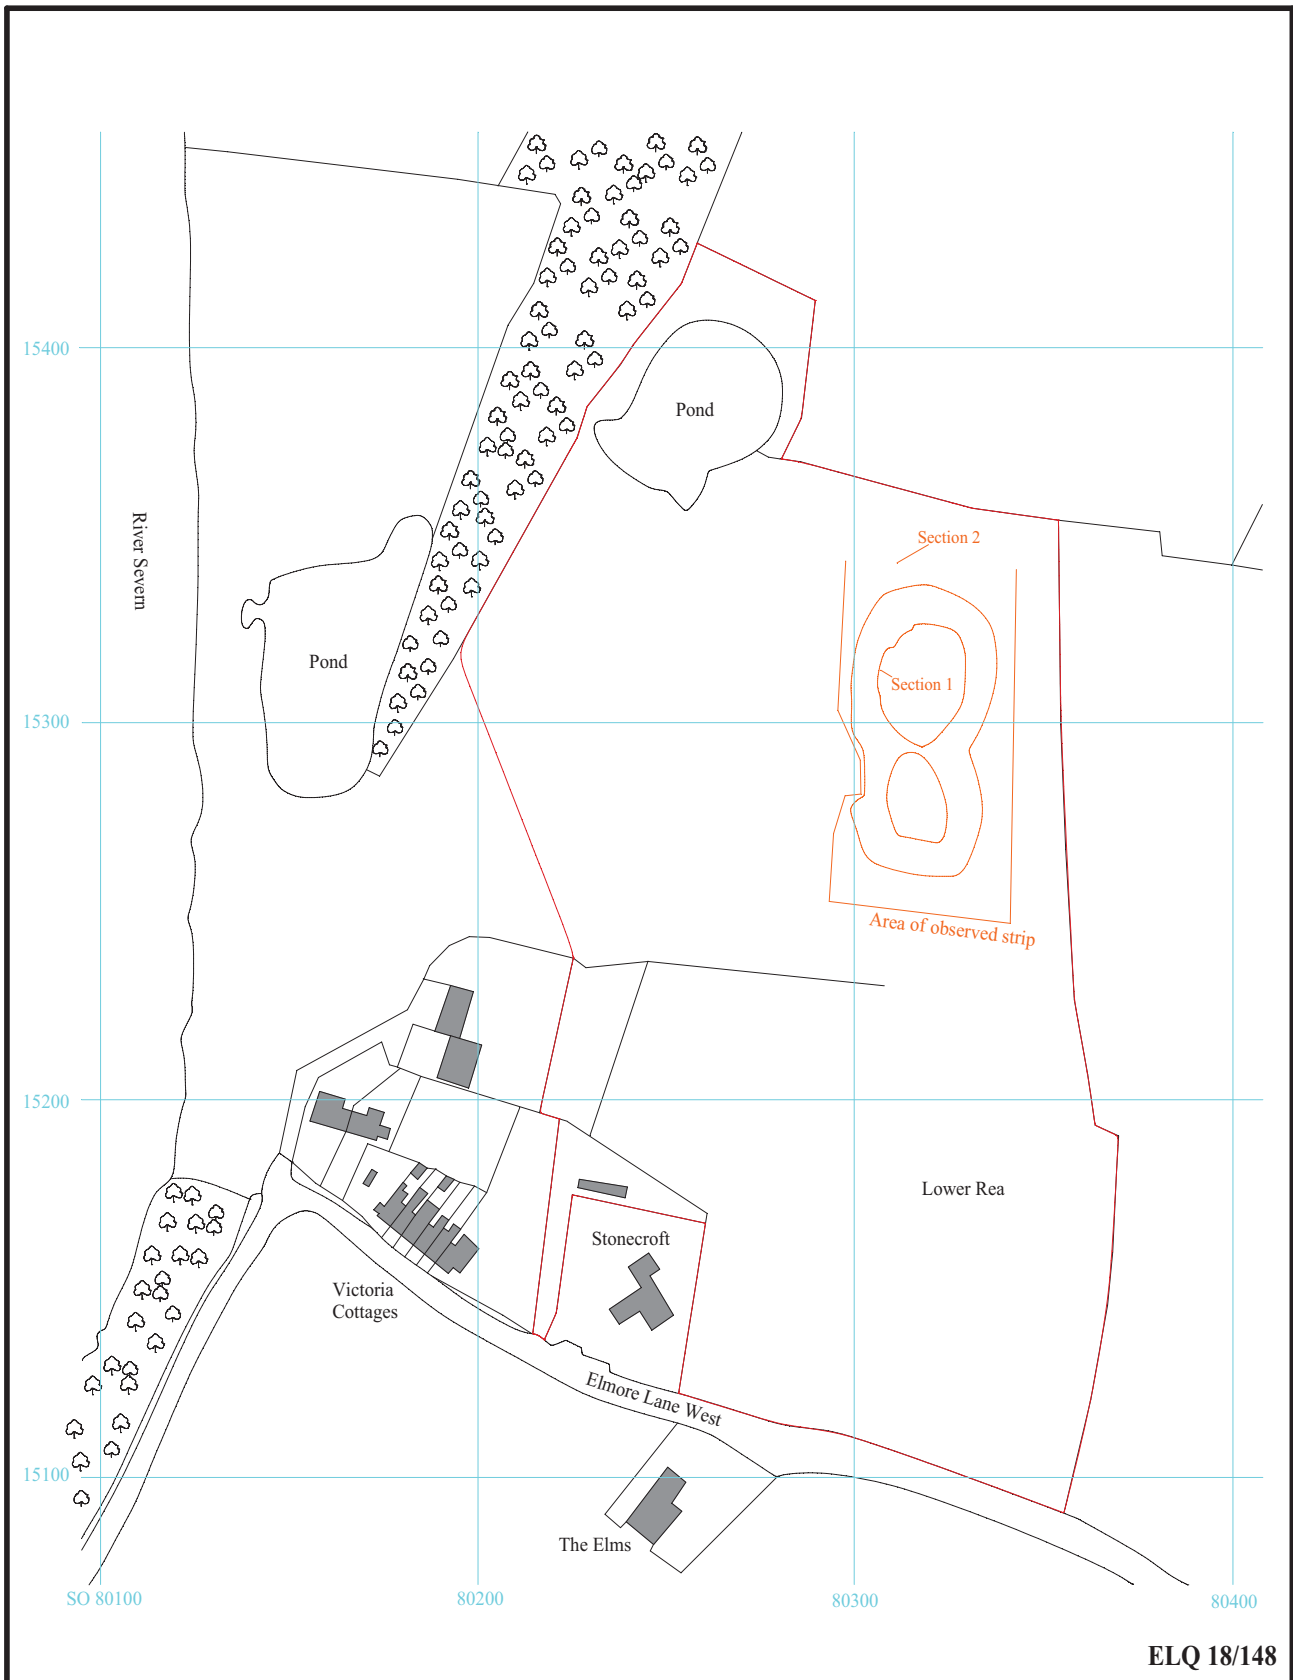 15400
Pond
River Severn
Section 2
Pond
Section 1
15300
Area of observed strip
15200
Lower Rea
Stonecroft
Victoria
Cottages
Elmore Lane West
15100
The Elms
SO 80100
80200
80300
80400
ELQ 18/148